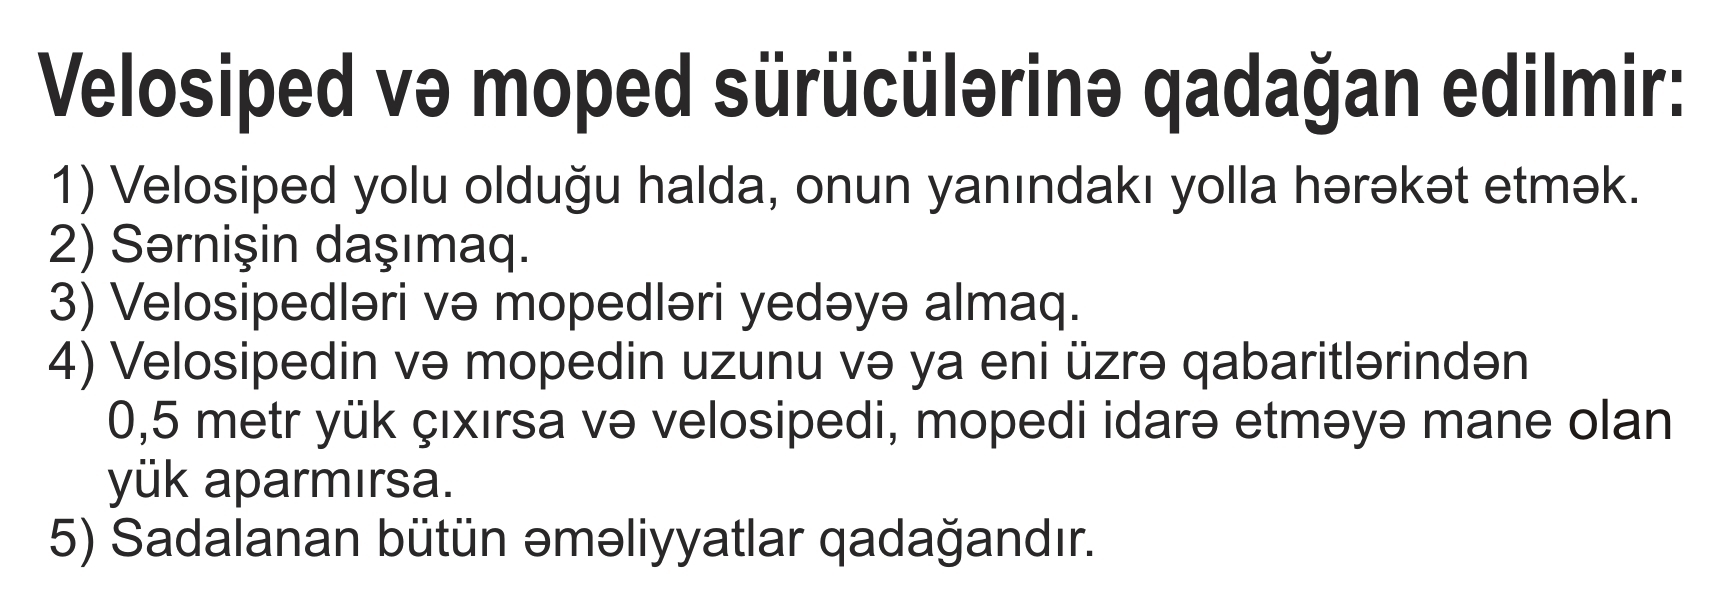 Velosiped və moped sürücülərinə qadağan edilmir:
1) Velosiped yolu olduğu halda, onun yanındakı yolla hərəkət etmək.
2) Sərnişin daşımaq.
3) Velosipedləri və mopedləri yedəyə almaq.
4) Velosipedin və mopedin uzunu və ya eni üzrə qabaritlərindən
0,5 metr yük çıxırsa və velosipedi, mopedi idarə etməyə mane olan
yük aparmırsa.
5) Sadalanan bütün əməliyyatlar qadağandır.